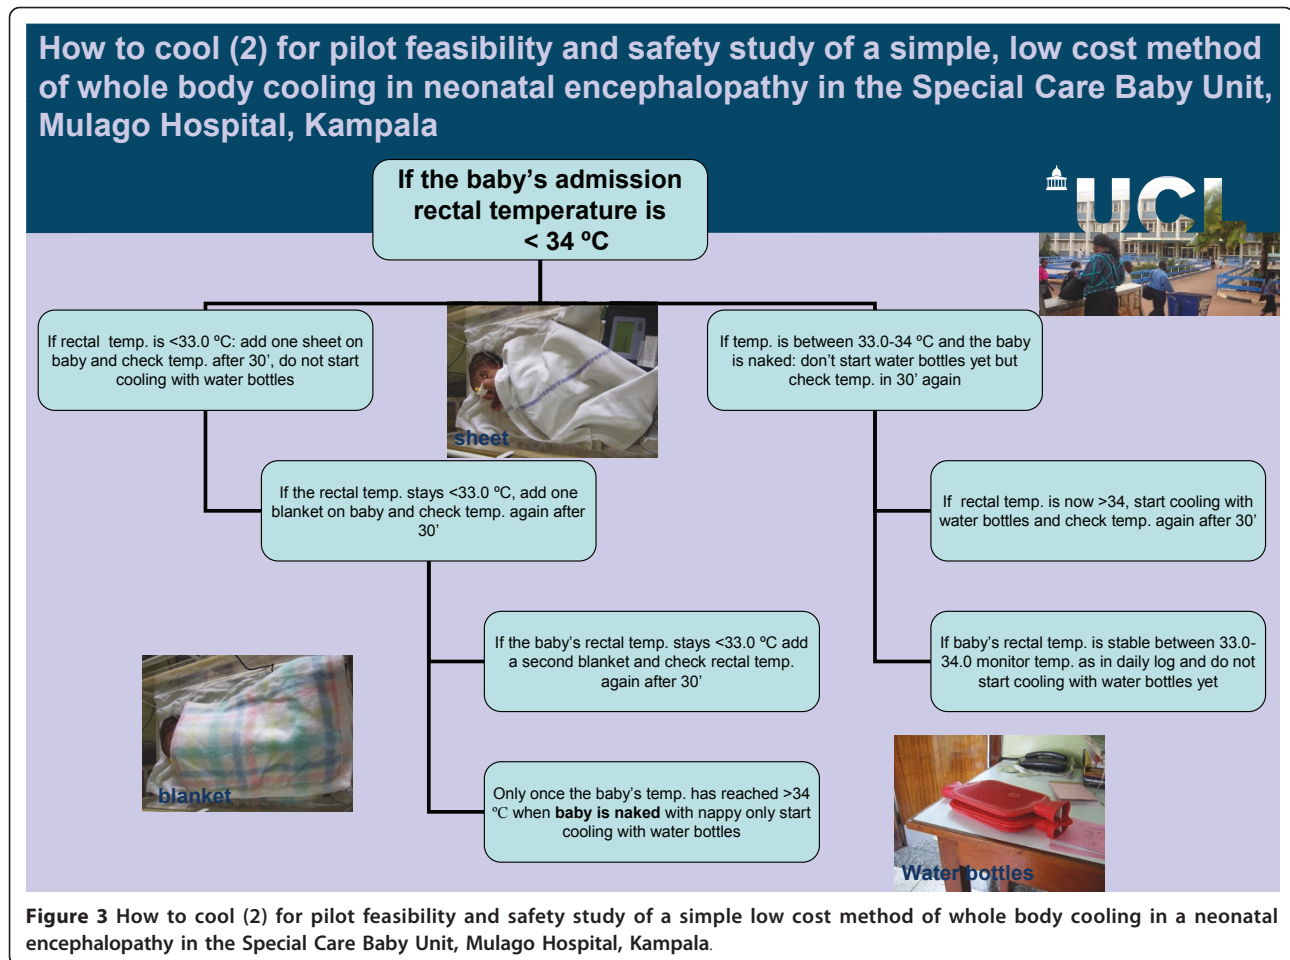 How to cool (2) for pilot feasibility and safety study of a simple, low cost method
of whole body cooling in neonatal encephalopathy in the Special Care Baby Unit,
Mulago Hospital, Kampala
If the baby's admission
rectal temperature is
< 34 ºC
UCL
If rectal temp. is <33.0 ºC: add one sheet on
baby and check temp. after 30', do not start
cooling with water bottles
sheet
If temp. is between 33.0-34 ºC and the baby
is naked: don't start water bottles yet but
check temp. in 30' again
If the rectal temp. stays <33.0 ºC, add one
blanket on baby and check temp. again after
30'
If rectal temp. is now >34, start cooling with
water bottles and check temp. again after 30'
If the baby's rectal temp. stays <33.0 ºC add
a second blanket and check rectal temp.
again after 30'
If baby's rectal temp. is stable between 33.0-
34.0 monitor temp. as in daily log and do not
start cooling with water bottles yet
blanket
Only once the baby's temp. has reached >34
ºC when baby is naked with nappy only start
cooling with water bottles
Water bottles
Figure 3 How to cool (2) for pilot feasibility and safety study of a simple low cost method of whole body cooling in a neonatal
encephalopathy in the Special Care Baby Unit, Mulago Hospital, Kampala.